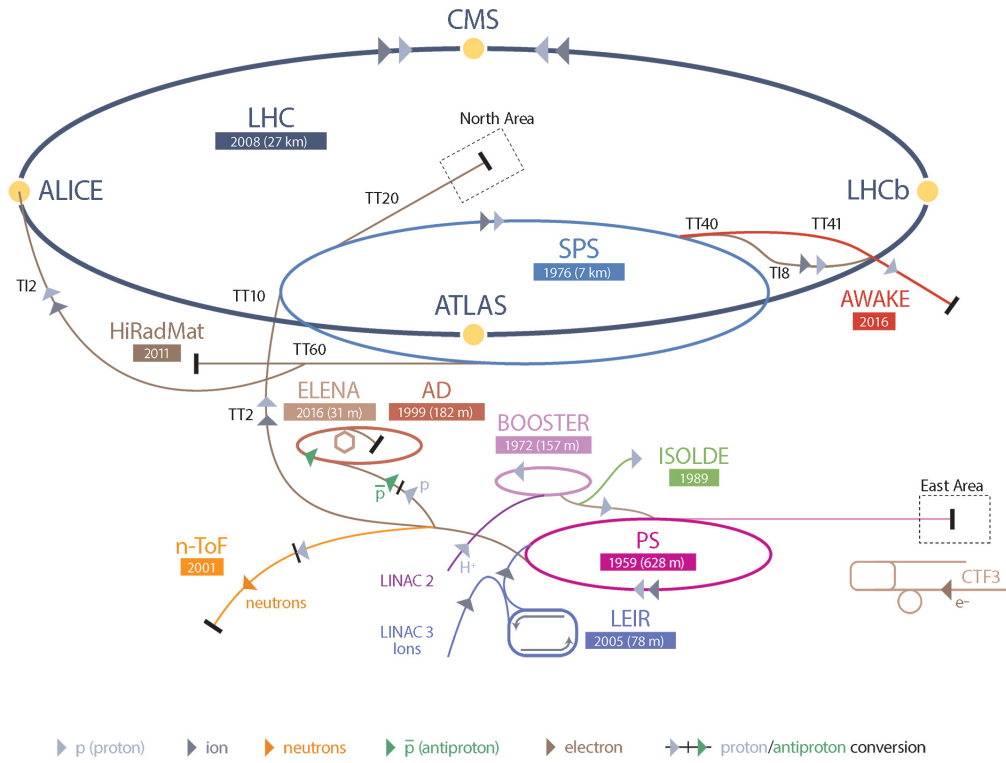 CMS
LHC
2008 (27 km)
North Area
ALICE
TT20
LHCb
TT40
TT41
SPS
1976 (7 km)
TI8
TI2
TT10
ATLAS
AWAKE
2016
HiRadMat
2011
TT60
ELENA
2016 (31 m)
AD
1999 (182 m)
TT2
BOOSTER
1972 (157 m)
ISOLDE
1989
p̅
p
East Area
n-ToF
2001
PS
1959 (628 m)
LINAC 2
H⁺
neutrons
CTF3
e⁻
LEIR
2005 (78 m)
LINAC 3
Ions
p (proton)
ion
neutrons
p̅ (antiproton)
electron
proton/antiproton conversion